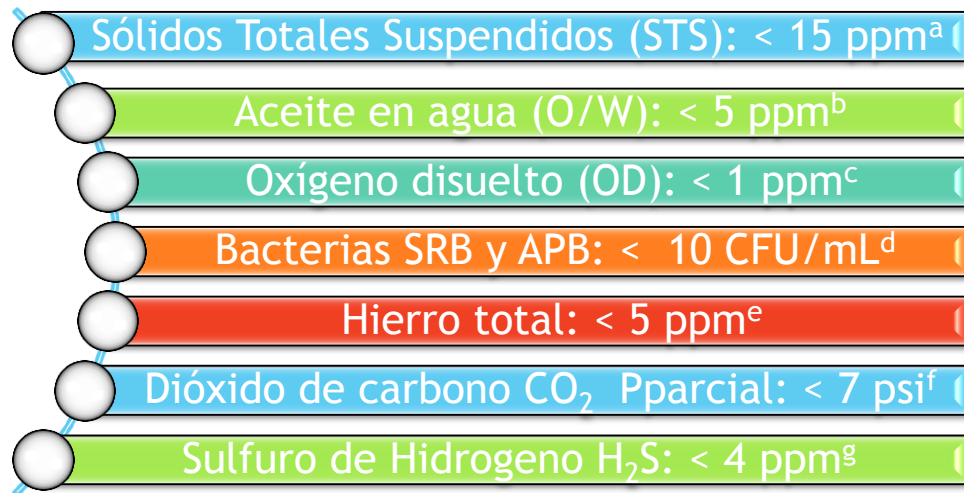 Sólidos Totales Suspendidos (STS): < 15 ppmᵃ
Aceite en agua (O/W): < 5 ppmᵇ
Oxígeno disuelto (OD): < 1 ppmᶜ
Bacterias SRB y APB: < 10 CFU/mLᵈ
Hierro total: < 5 ppmᵉ
Dióxido de carbono CO₂ Pparcial: < 7 psiᶠ
Sulfuro de Hidrogeno H₂S: < 4 ppmᵍ